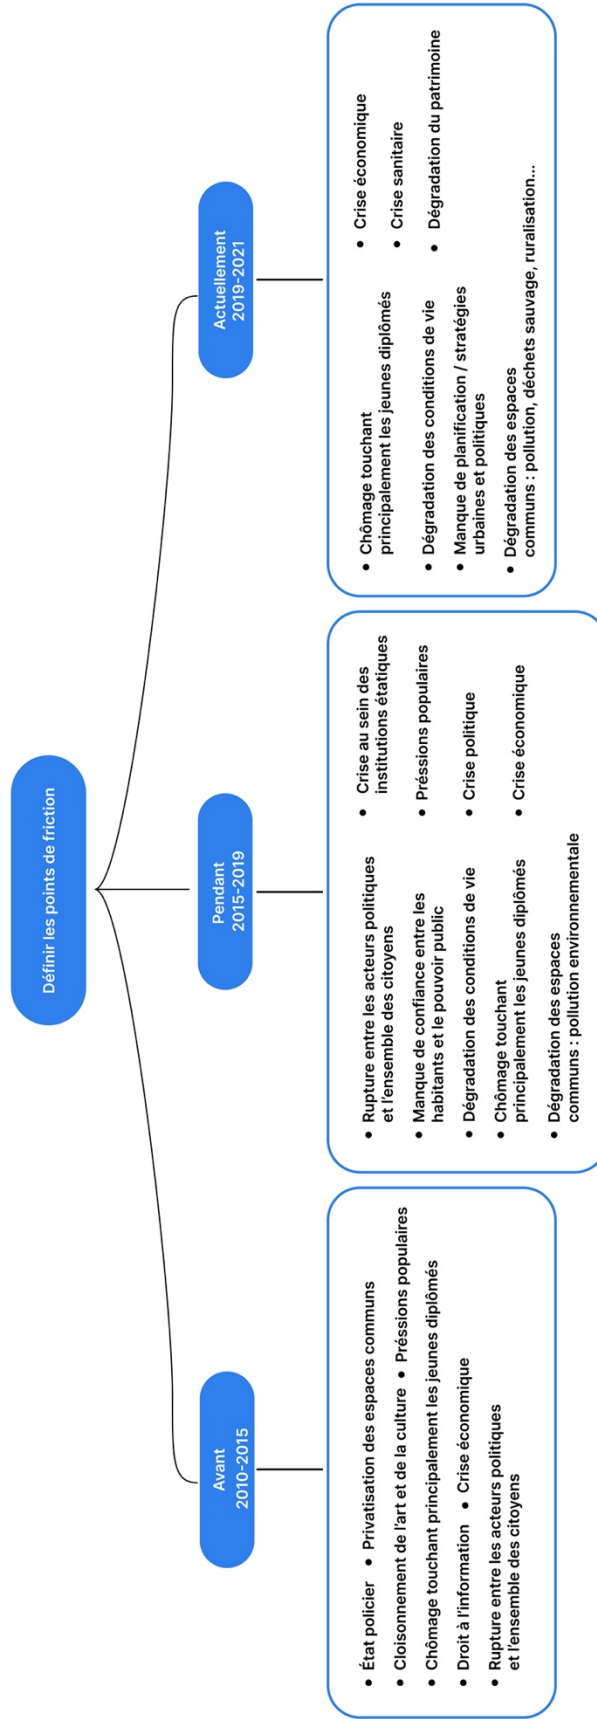 Définir les points de friction
Avant
2010-2015
• État policier • Privatisation des espaces communs
• Cloisonnement de l'art et de la culture • Préssions populaires
• Chômage touchant principalement les jeunes diplômés
• Droit à l'information • Crise économique
• Rupture entre les acteurs politiques
et l'ensemble des citoyens
Pendant
2015-2019
• Rupture entre les acteurs politiques
et l'ensemble des citoyens
• Manque de confiance entre les
habitants et le pouvoir public
• Dégradation des conditions de vie
• Chômage touchant
principalement les jeunes diplômés
• Dégradation des espaces
communs : pollution environnementale
• Crise au sein des
institutions étatiques
• Préssions populaires
• Crise politique
• Crise économique
Actuellement
2019-2021
• Chômage touchant
principalement les jeunes diplômés
• Dégradation des conditions de vie
• Manque de planification / stratégies
urbaines et politiques
• Dégradation des espaces
communs : pollution, déchets sauvage, ruralisation...
• Crise économique
• Crise sanitaire
• Dégradation du patrimoine